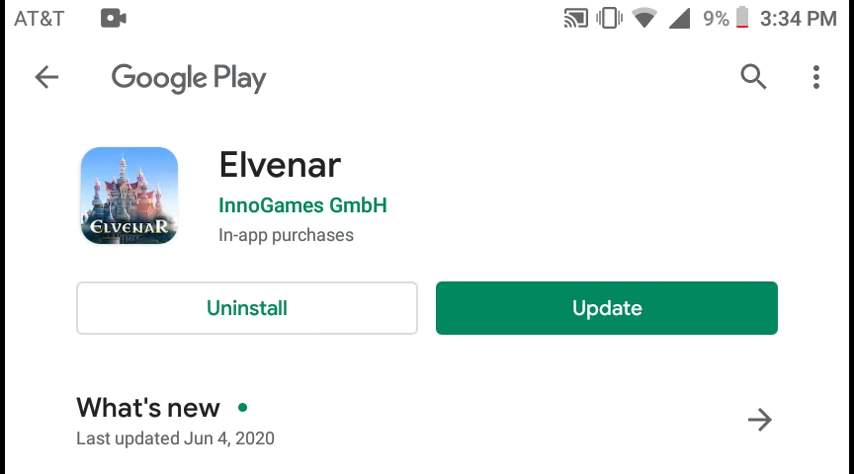 AT&T 9% 3:34 PM
Google Play
Elvenar
ELVENAR
InnoGames GmbH
In-app purchases
Uninstall Update
What's new
Last updated Jun 4, 2020